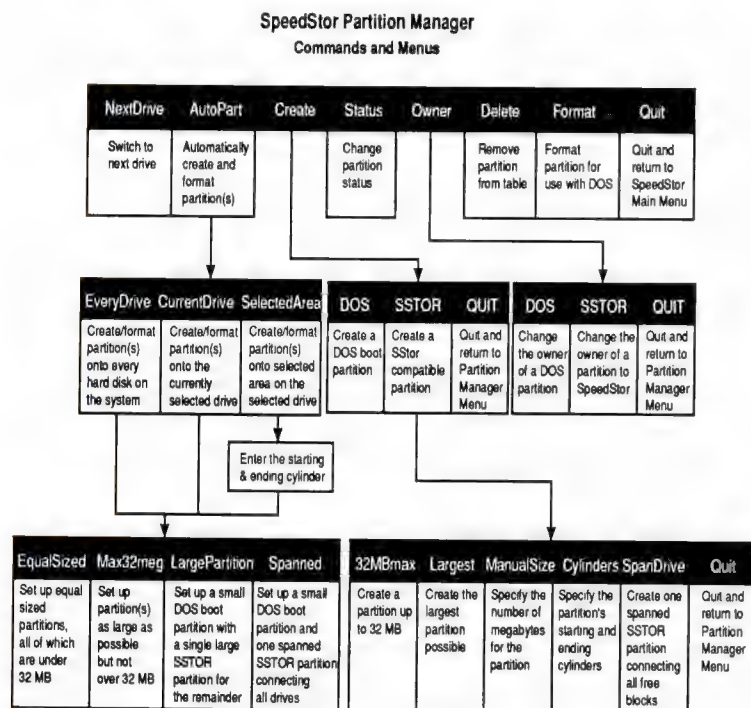 SpeedStor Partition Manager
Commands and Menus
NextDrive AutoPart Create Status Owner Delete Format Quit
Switch to
next drive
Automatically
create and
format
partition(s)
Change
partition
status
Remove
partition
from table
Format
partition for
use with DOS
Quit and
return to
SpeedStor
Main Menu
EveryDrive CurrentDrive SelectedArea
Create/format
partition(s)
onto every
hard disk on
the system
Create/format
partition(s)
onto the
currently
selected drive
Create/format
partition(s)
onto selected
area on the
selected drive
DOS SSTOR QUIT
Create a
DOS boot
partition
Create a
SStor
compatible
partition
Quit and
return to
Partition
Manager
Menu
DOS SSTOR QUIT
Change
the owner
of a DOS
partition
Change the
owner of a
partition to
SpeedStor
Quit and
return to
Partition
Manager
Menu
Enter the starting
& ending cylinder
EqualSized Max32meg LargePartition Spanned
Set up equal
sized
partitions,
all of which
are under
32 MB
Set up
partition(s)
as large as
possible
but not
over 32 MB
Set up a small
DOS boot
partition with
a single large
SSTOR
partition for
the remainder
Set up a small
DOS boot
partition and
one spanned
SSTOR partition
connecting
all drives
32MBmax Largest ManualSize Cylinders SpanDrive Quit
Create a
partition up
to 32 MB
Create the
largest
partition
possible
Specify the
number of
megabytes
for the
partition
Specify the
partition's
starting and
ending
cylinders
Create one
spanned
SSTOR
partition
connecting
all free
blocks
Quit and
return to
Partition
Manager
Menu